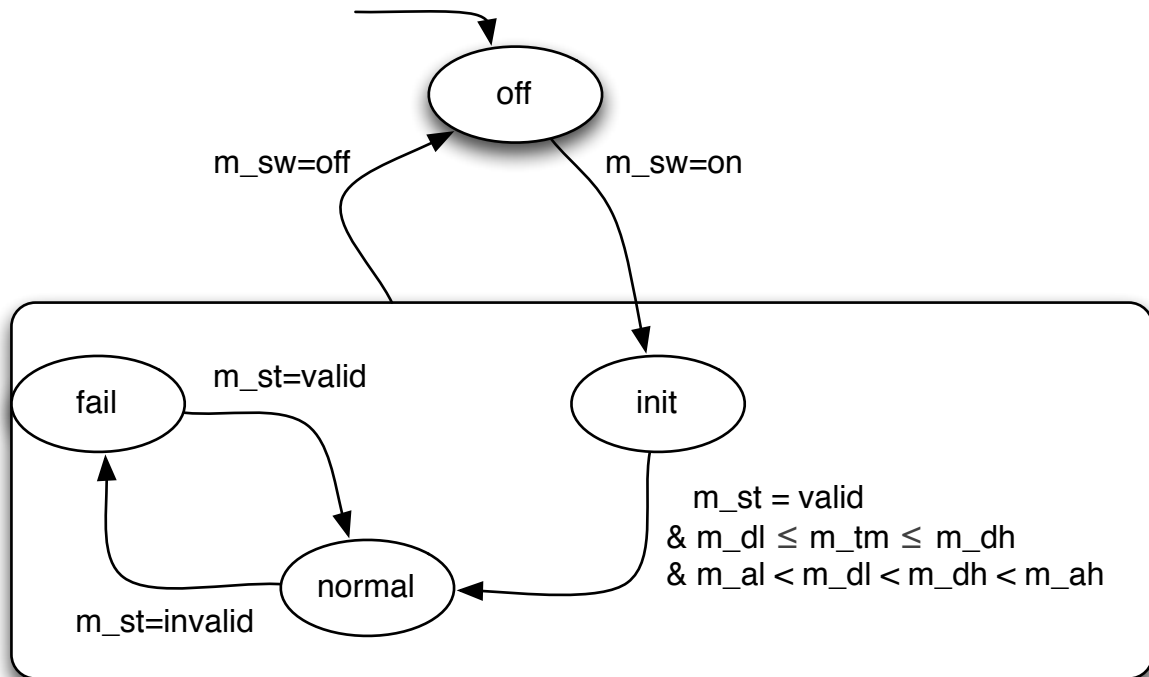 off
m_sw=off
m_sw=on
m_st=valid
fail
init
m_st = valid
& m_dl ≤ m_tm ≤ m_dh
& m_al < m_dl < m_dh < m_ah
normal
m_st=invalid